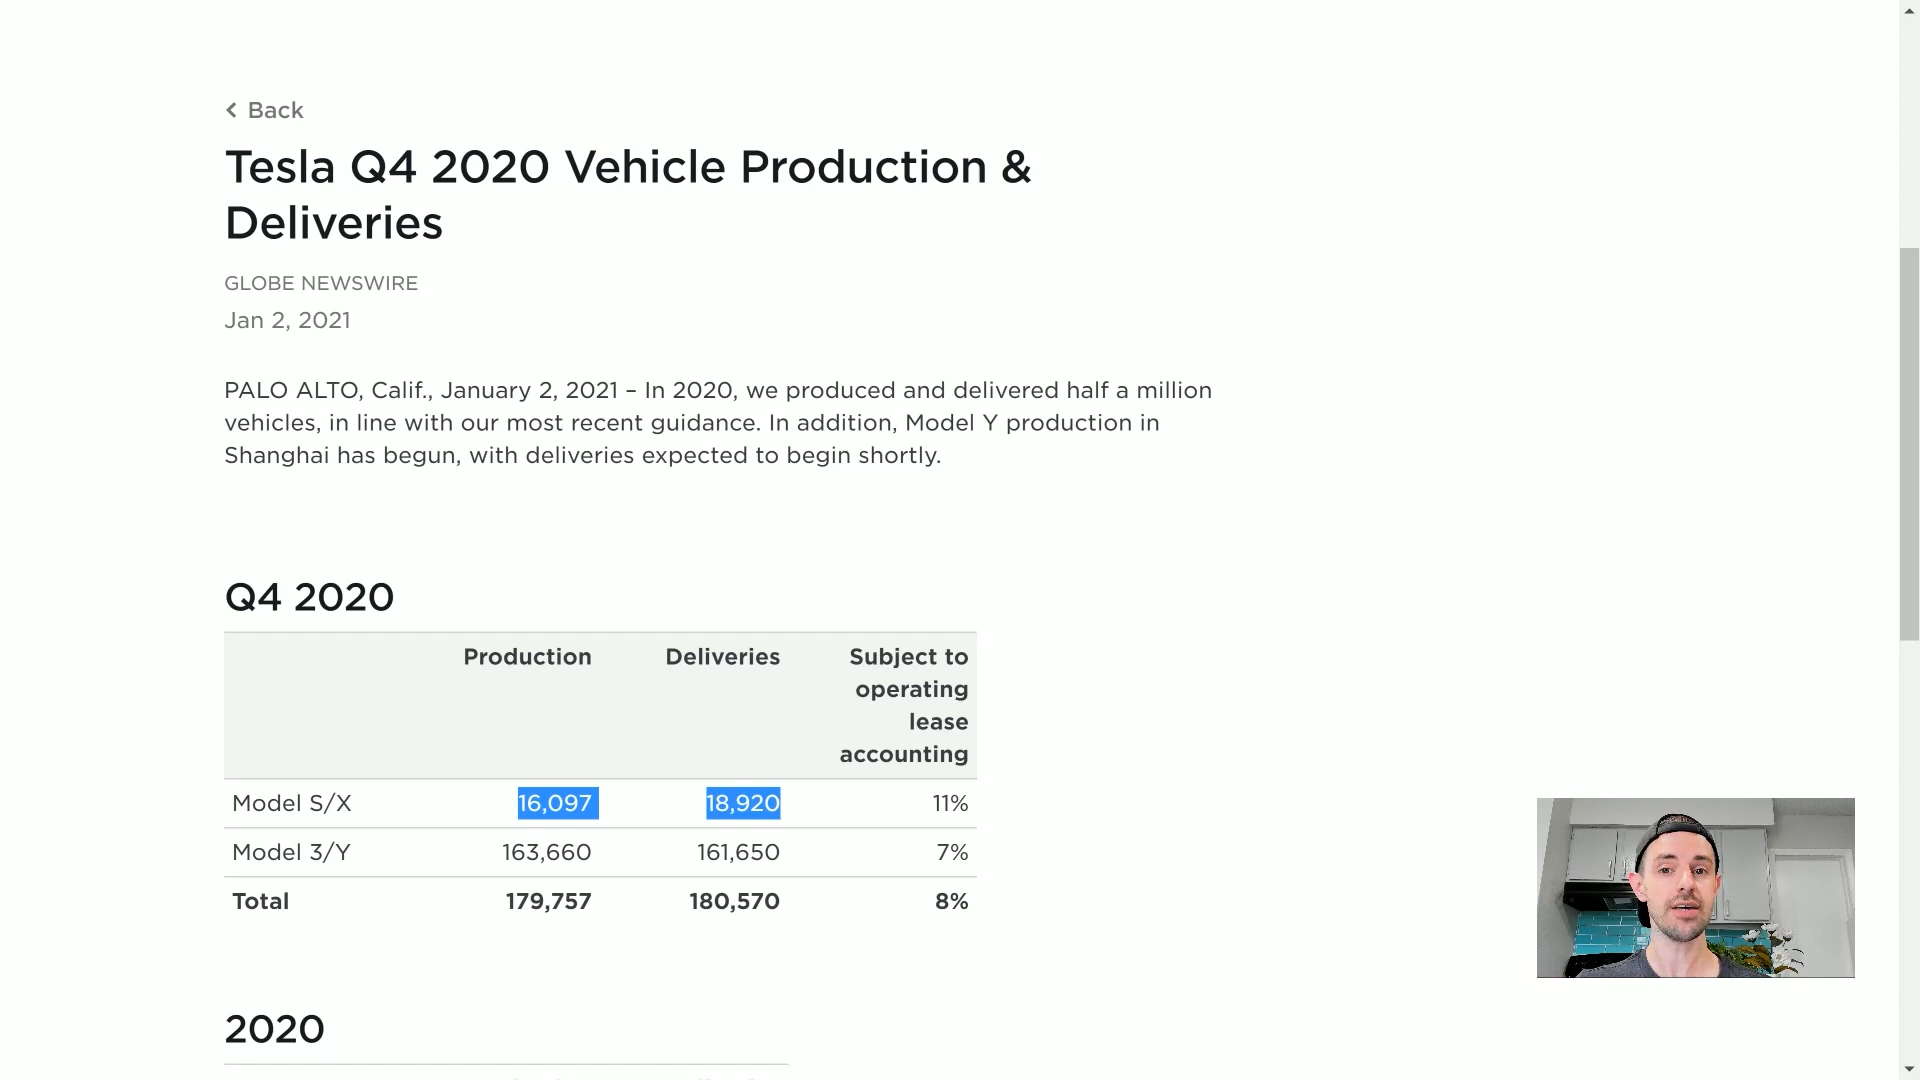 Back
Tesla Q4 2020 Vehicle Production &
Deliveries
GLOBE NEWSWIRE
Jan 2, 2021
PALO ALTO, Calif., January 2, 2021 – In 2020, we produced and delivered half a million
vehicles, in line with our most recent guidance. In addition, Model Y production in
Shanghai has begun, with deliveries expected to begin shortly.
Q4 2020
Production Deliveries Subject to
operating
lease
accounting
Model S/X 16,097 18,920 11%
Model 3/Y 163,660 161,650 7%
Total 179,757 180,570 8%
2020